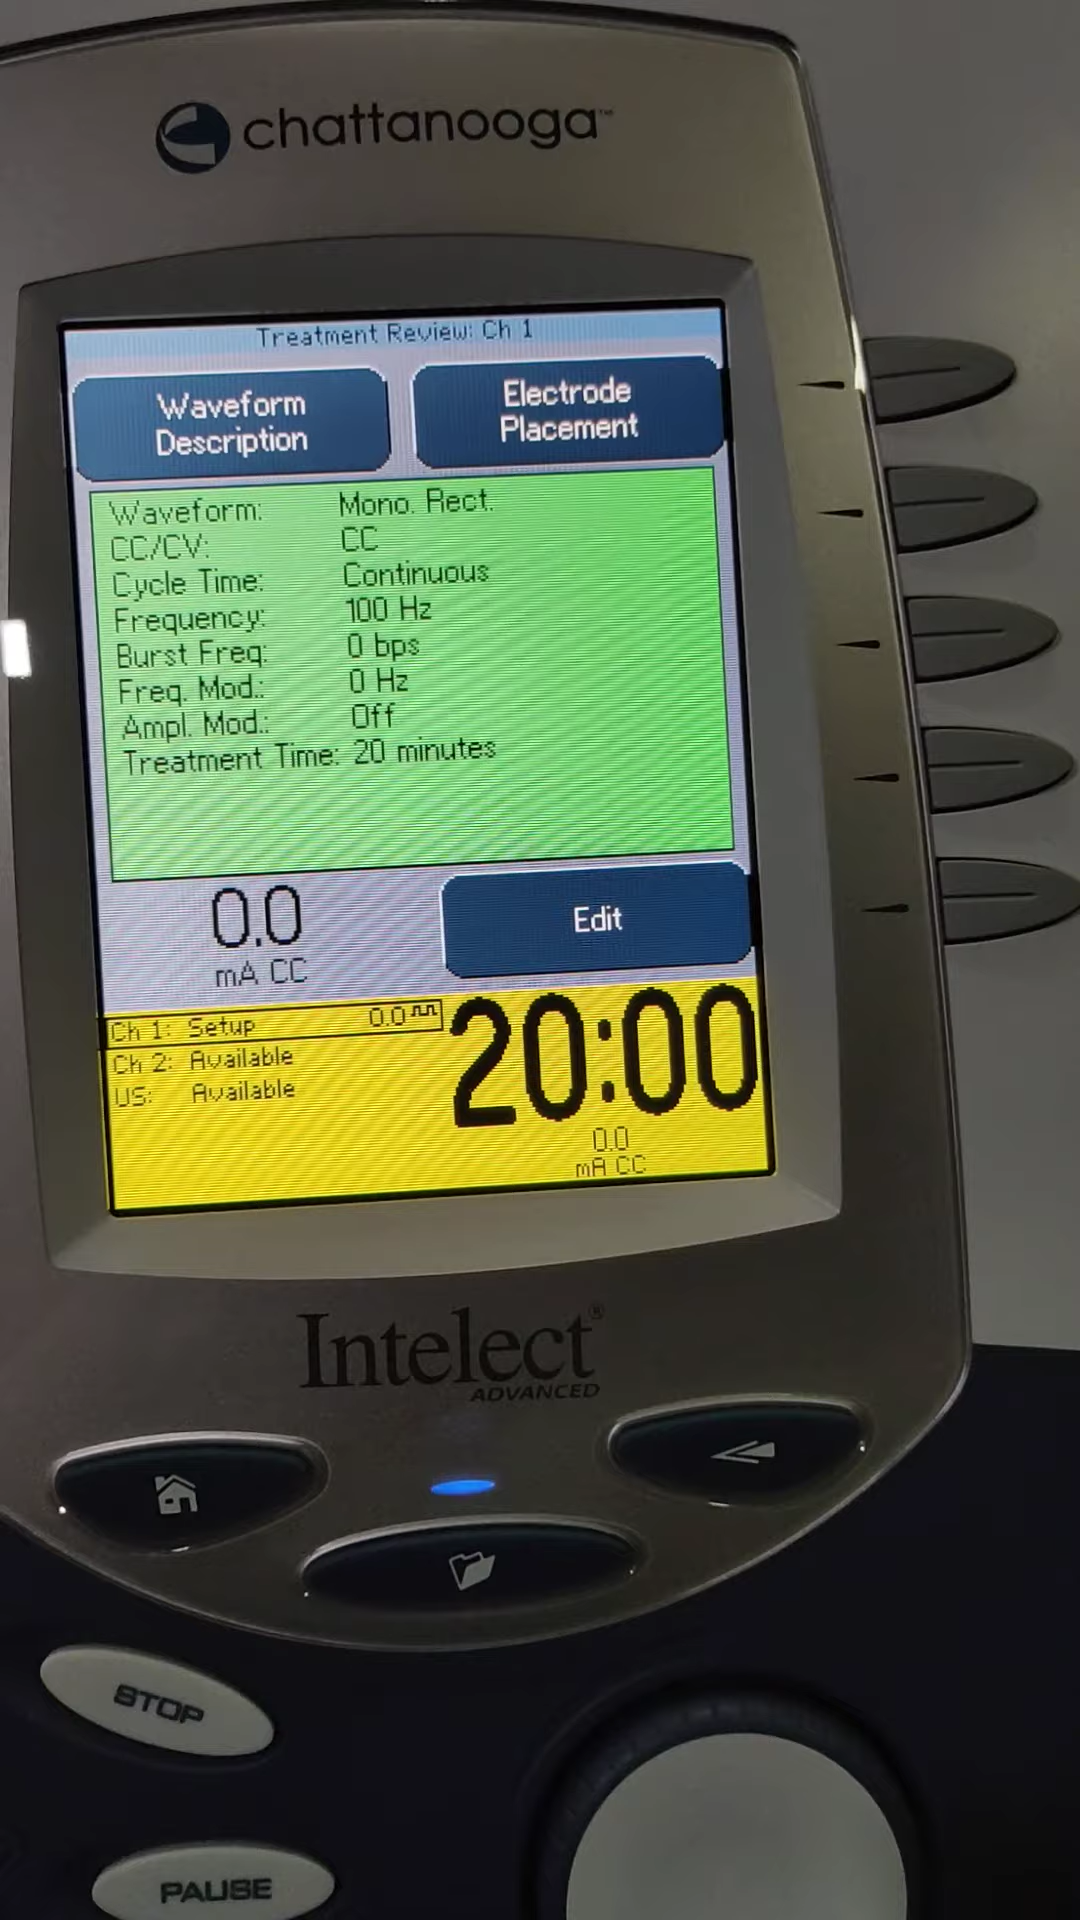 chattanooga™
Treatment Review: Ch 1
Waveform Description
Electrode Placement
Waveform: Mono. Rect.
CC/CV: CC
Cycle Time: Continuous
Frequency: 100 Hz
Burst Freq: 0 bps
Freq. Mod.: 0 Hz
Ampl. Mod.: Off
Treatment Time: 20 minutes
0.0
mA CC
Edit
Ch 1: Setup 0.0
Ch 2: Available
US: Available
20:00
0.0
mA CC
Intelect®
ADVANCED
STOP
PAUSE